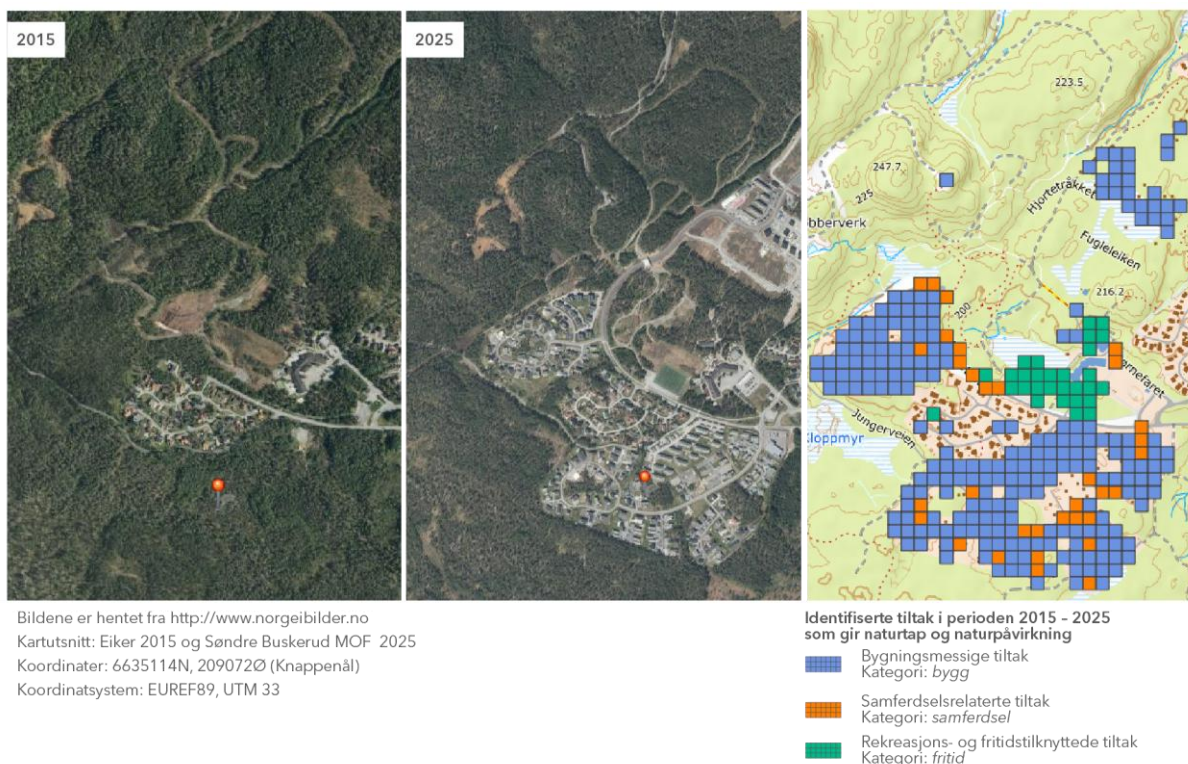 2015
2025
223.5
247.7
225
Hjortetråkket
Fugleleiken
216.2
200
Jungerveien
Kloppmyr
Bildene er hentet fra http://www.norgeibilder.no
Kartutsnitt: Eiker 2015 og Søndre Buskerud MOF 2025
Koordinater: 6635114N, 209072Ø (Knappenål)
Koordinatsystem: EUREF89, UTM 33
Identifiserte tiltak i perioden 2015 – 2025
som gir naturtap og naturpåvirkning
Bygningsmessige tiltak
Kategori: bygg
Samferdselsrelaterte tiltak
Kategori: samferdsel
Rekreasjons- og fritidstilknyttede tiltak
Kategori: fritid